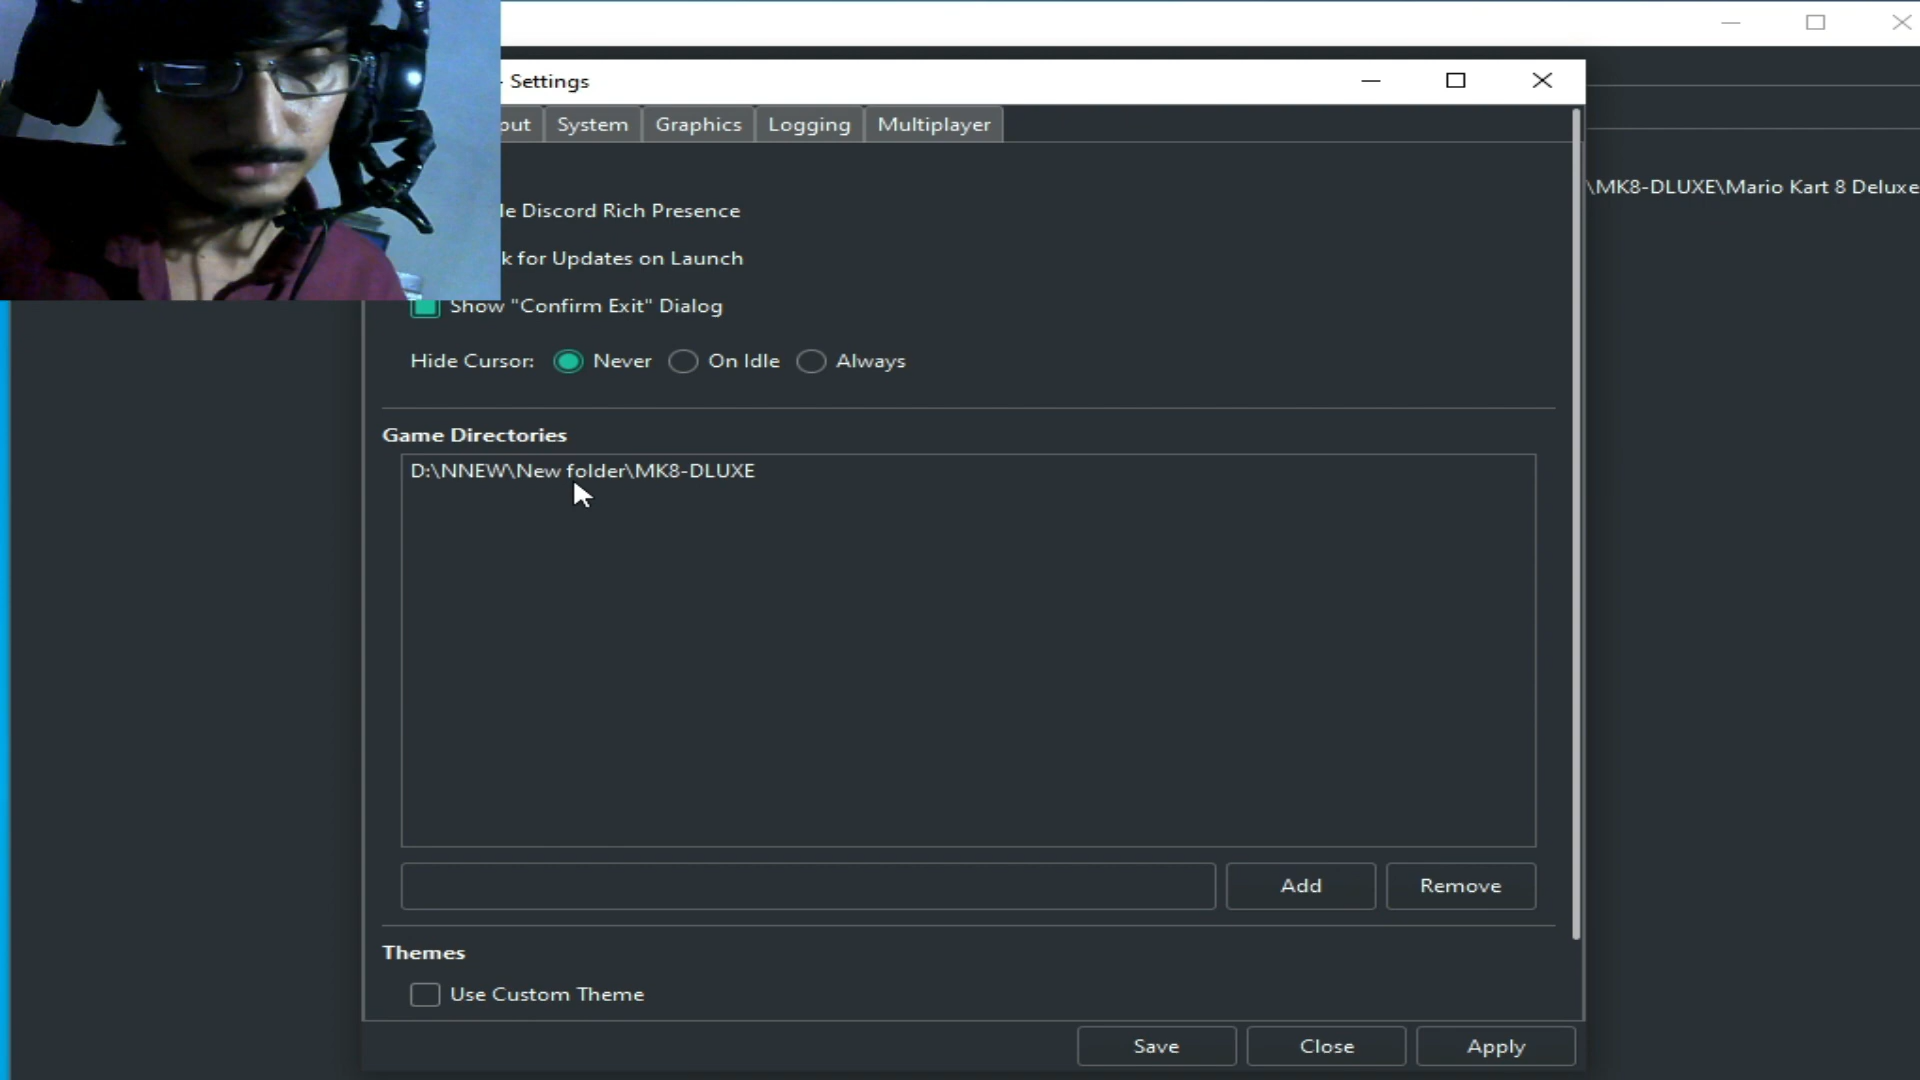 Settings
System Graphics Logging Multiplayer
\MK8-DLUXE\Mario Kart 8 Deluxe
Discord Rich Presence
for Updates on Launch
Show "Confirm Exit" Dialog
Hide Cursor: Never On Idle Always
Game Directories
D:\NNEW\New folder\MK8-DLUXE
Add Remove
Themes
Use Custom Theme
Save Close Apply